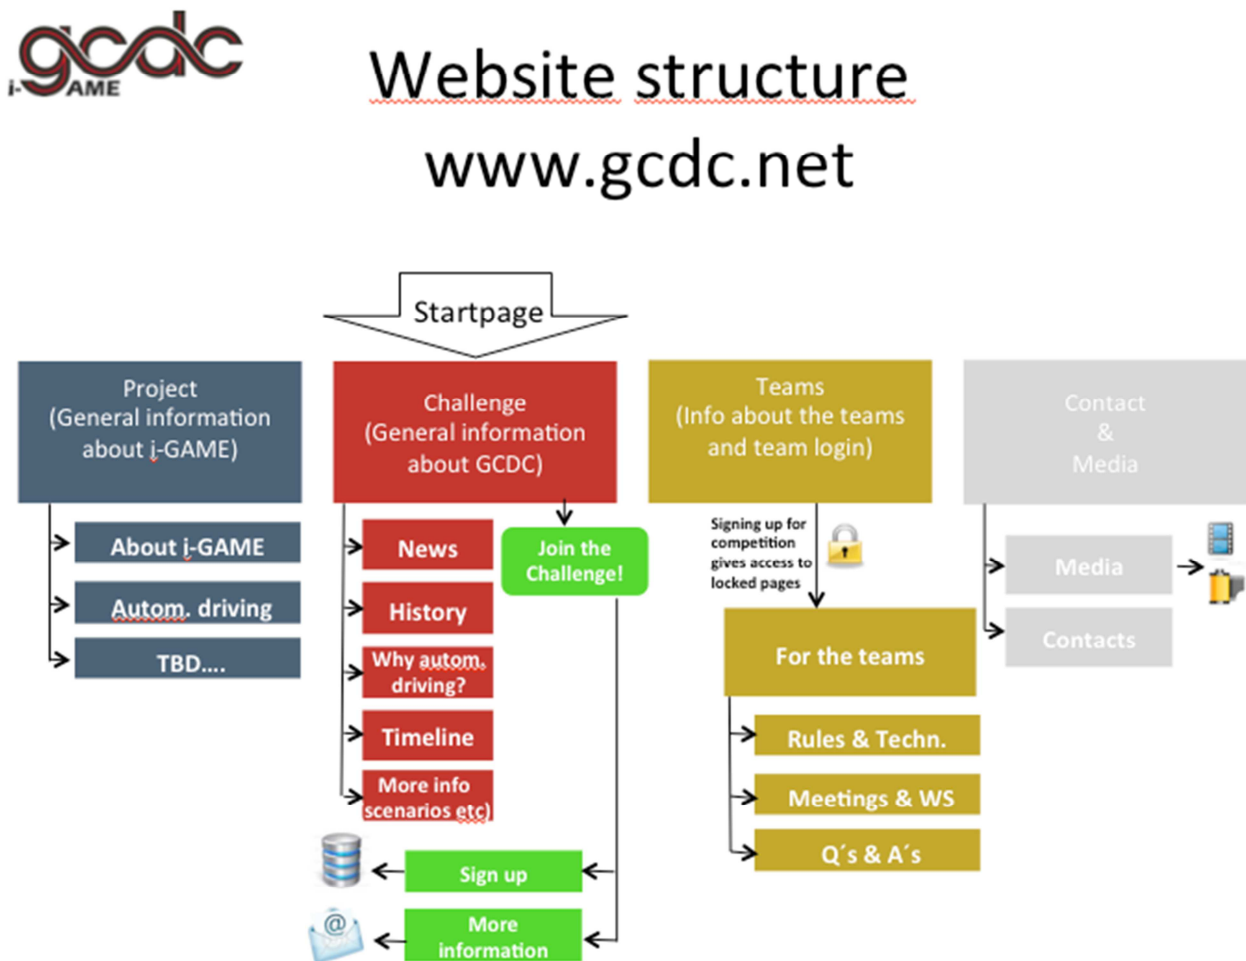 gcdc
i-GAME
Website structure
www.gcdc.net
Startpage
Project
(General information
about i-GAME)
About i-GAME
Autom. driving
TBD....
Challenge
(General information
about GCDC)
News
History
Why autom.
driving?
Timeline
More info
scenarios etc)
Join the
Challenge!
Sign up
More
information
@
Teams
(Info about the teams
and team login)
Signing up for
competition
gives access to
locked pages
For the teams
Rules & Techn.
Meetings & WS
Q´s & A´s
Contact
&
Media
Media
Contacts